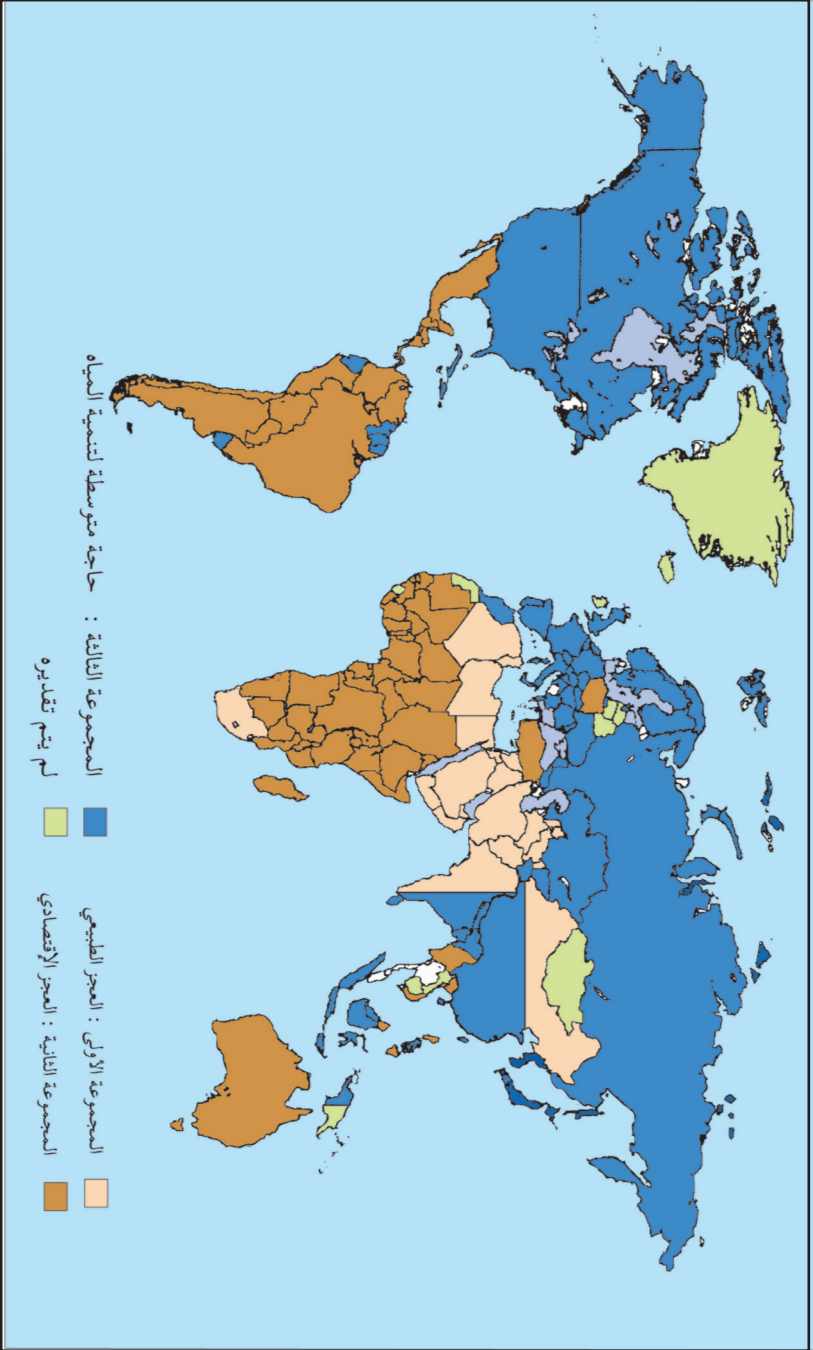 المجموعة الأولى : العجز الطبيعي
المجموعة الثانية : العجز الإقتصادي
المجموعة الثالثة : حاجة متوسطة لتنمية المياه
لم يتم تقديره